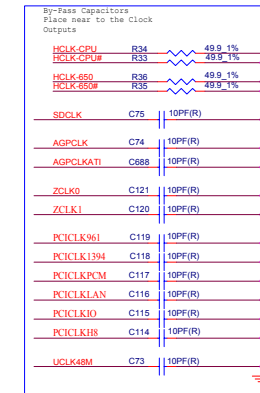 By-Pass Capacitors
Place near to the Clock
Outputs
HCLK-CPU R34 49.9_1%
HCLK-CPU# R33 49.9_1%
HCLK-650 R36 49.9_1%
HCLK-650# R35 49.9_1%
SDCLK C75 10PF(R)
AGPCLK C74 10PF(R)
AGPCLKATI C688 10PF(R)
ZCLK0 C121 10PF(R)
ZCLK1 C120 10PF(R)
PCICLK961 C119 10PF(R)
PCICLK1394 C118 10PF(R)
PCICLKPCM C117 10PF(R)
PCICLKLAN C116 10PF(R)
PCICLKIO C115 10PF(R)
PCICLKH8 C114 10PF(R)
UCLK48M C73 10PF(R)